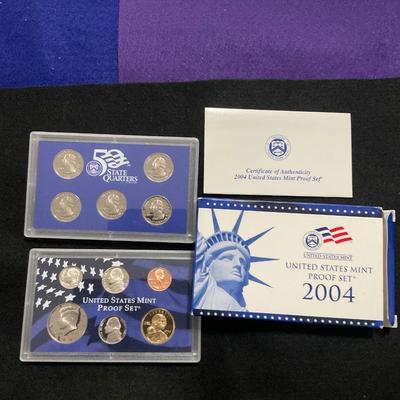 50
STATE
QUARTERS
Certificate of Authenticity
2004 United States Mint Proof Set®
UNITED STATES MINT
PROOF SET®
UNITED STATES MINT
UNITED STATES MINT
PROOF SET®
2004